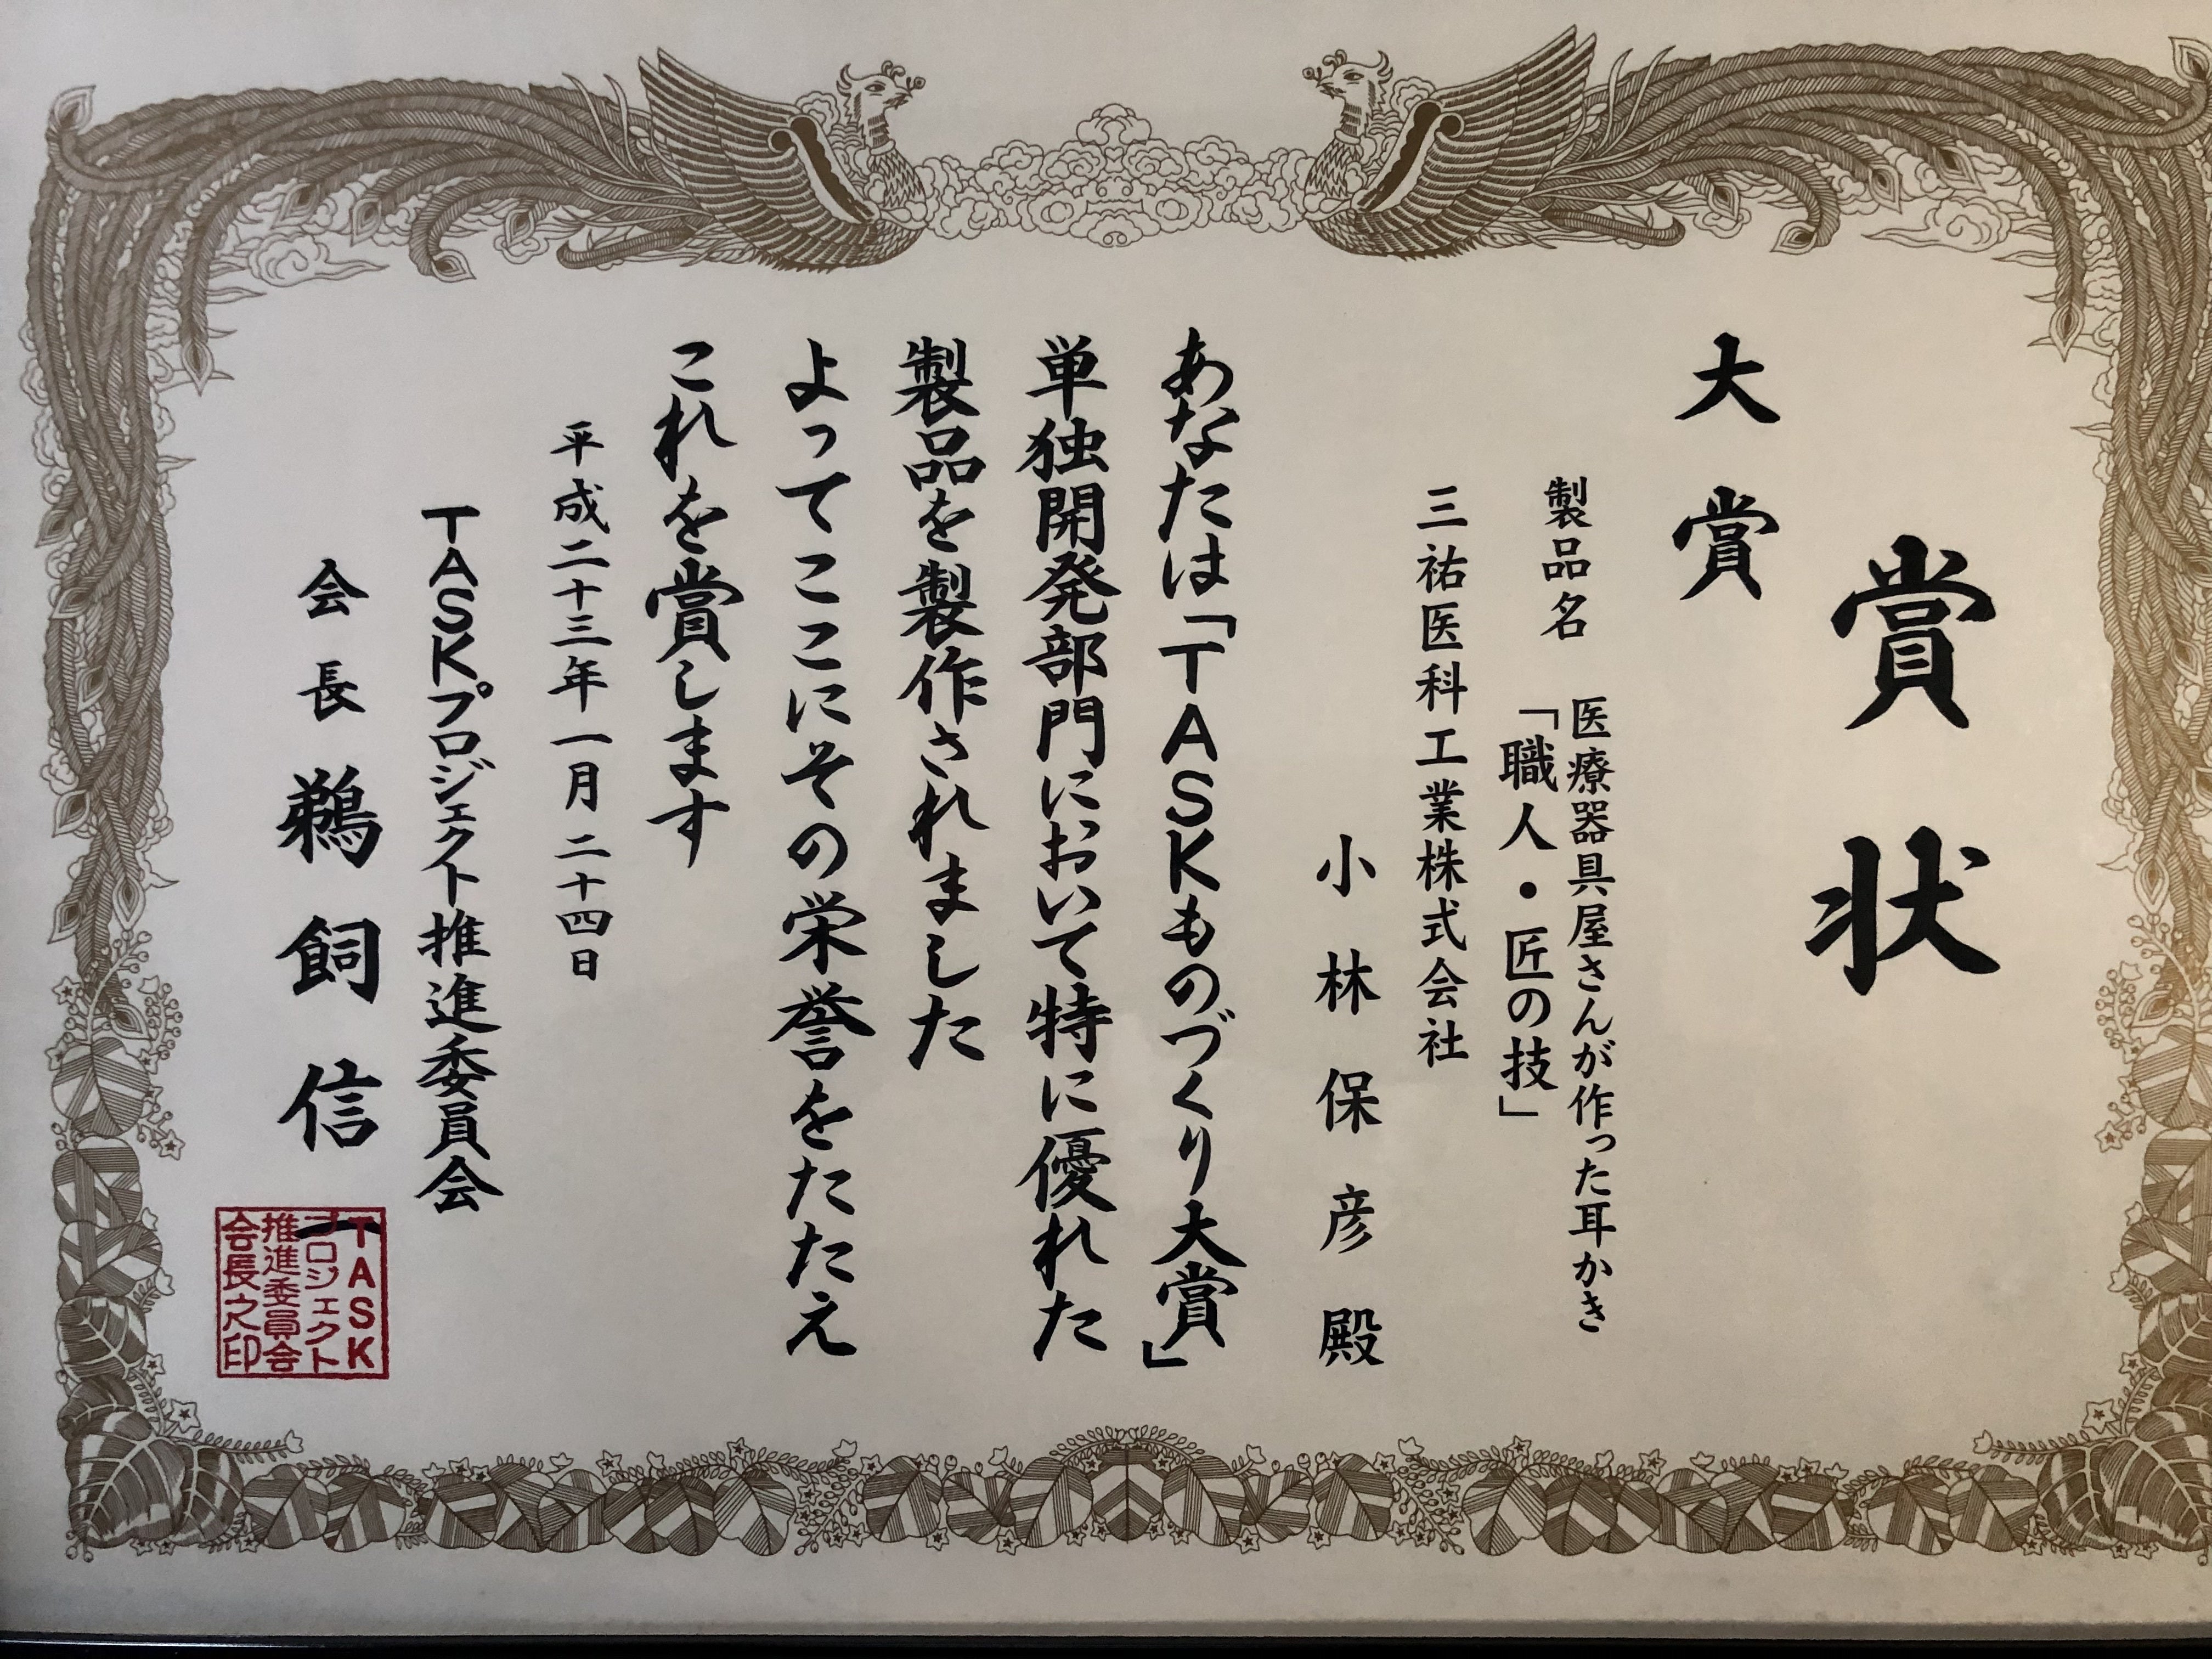 賞状
大賞
製品名
医療器具屋さんが作った耳かき
「職人・匠の技」
三祐医科工業株式会社
小林保彦殿
あなたは「TASKものづくり大賞」
単独開発部門において特に優れた
製品を製作されました
よってここにその栄誉をたたえ
これを賞します
平成二十三年一月二十四日
TASKプロジェクト推進委員会
会長鵜飼信一
TASK
プロジェクト
推進委員会
会長之印